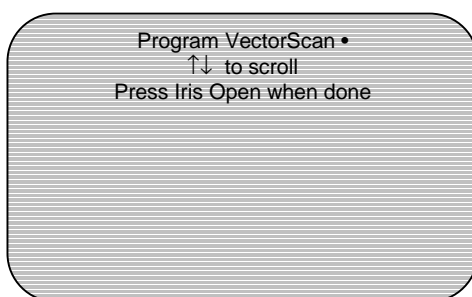 Program VectorScan •
↑↓ to scroll
Press Iris Open when done